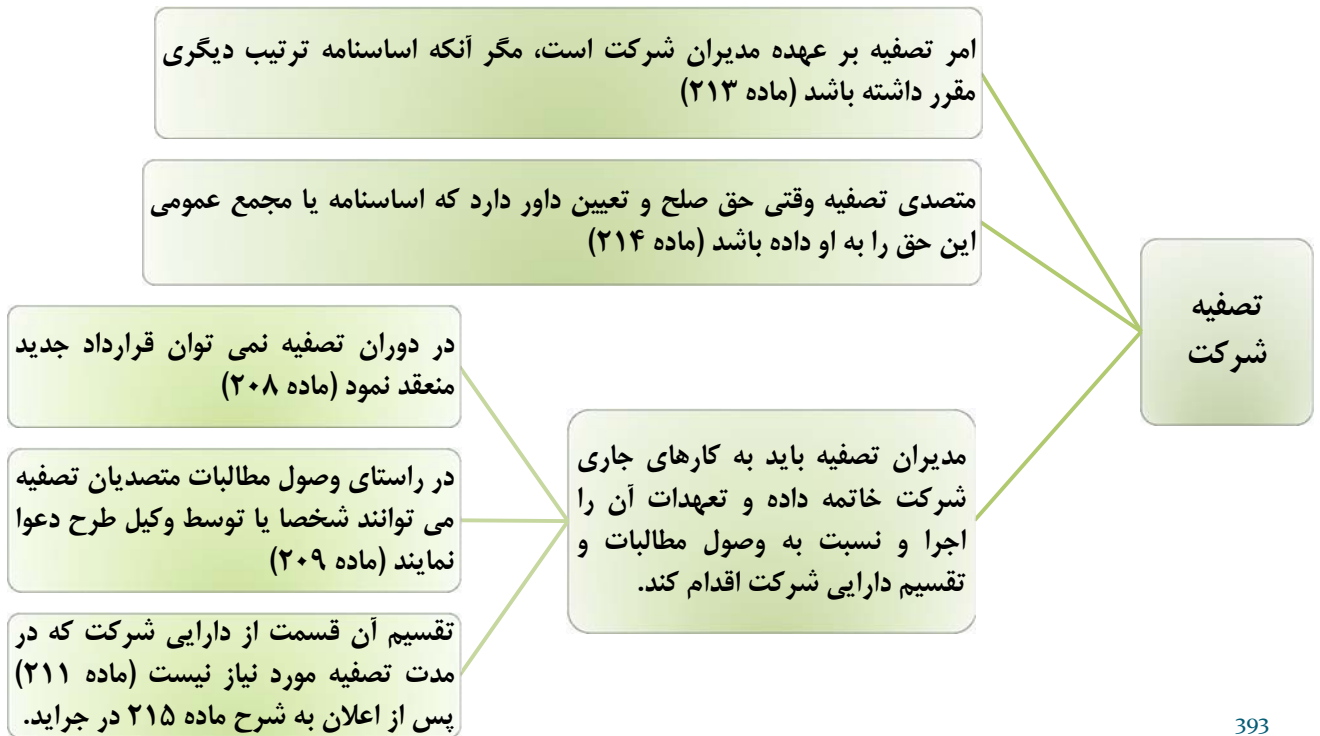 تصفیه
شرکت
امر تصفیه بر عهده مدیران شرکت است، مگر آنکه اساسنامه ترتیب دیگری
مقرر داشته باشد (ماده ۲۱۳)
متصدی تصفیه وقتی حق صلح و تعیین داور دارد که اساسنامه یا مجمع عمومی
این حق را به او داده باشد (ماده ۲۱۴)
مدیران تصفیه باید به کارهای جاری
شرکت خاتمه داده و تعهدات آن را
اجرا و نسبت به وصول مطالبات و
تقسیم دارایی شرکت اقدام کند.
در دوران تصفیه نمی توان قرارداد جدید
منعقد نمود (ماده ۲۰۸)
در راستای وصول مطالبات متصدیان تصفیه
می توانند شخصا یا توسط وکیل طرح دعوا
نمایند (ماده ۲۰۹)
تقسیم آن قسمت از دارایی شرکت که در
مدت تصفیه مورد نیاز نیست (ماده ۲۱۱)
پس از اعلان به شرح ماده ۲۱۵ در جراید.
393